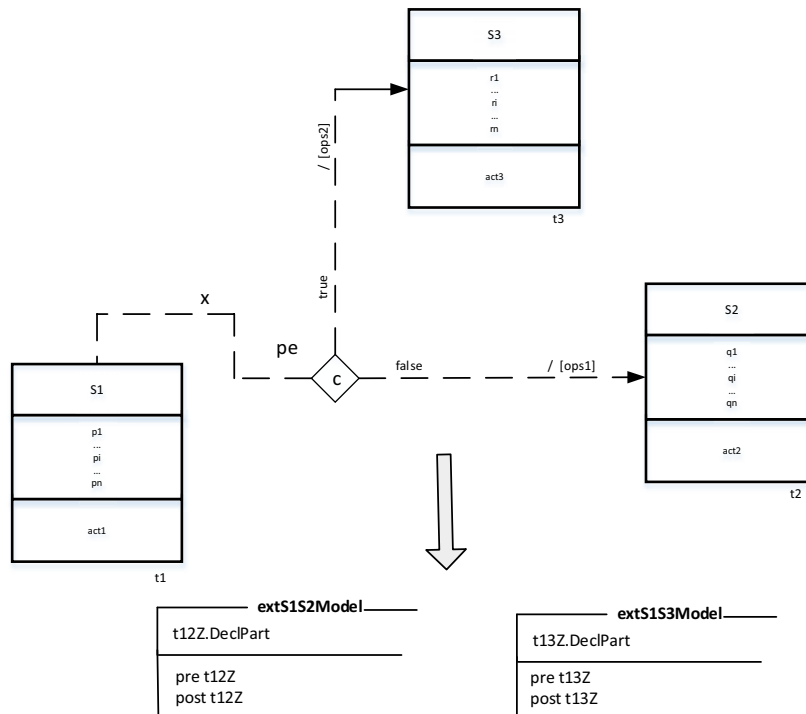 S3
r1
...
ri
...
rn
act3
t3
/ [ops2]
true
x
pe
c
false
/ [ops1]
S2
q1
...
qi
...
qn
act2
t2
S1
p1
...
pi
...
pn
act1
t1
extS1S2Model
t12Z.DeclPart
pre t12Z
post t12Z
extS1S3Model
t13Z.DeclPart
pre t13Z
post t13Z